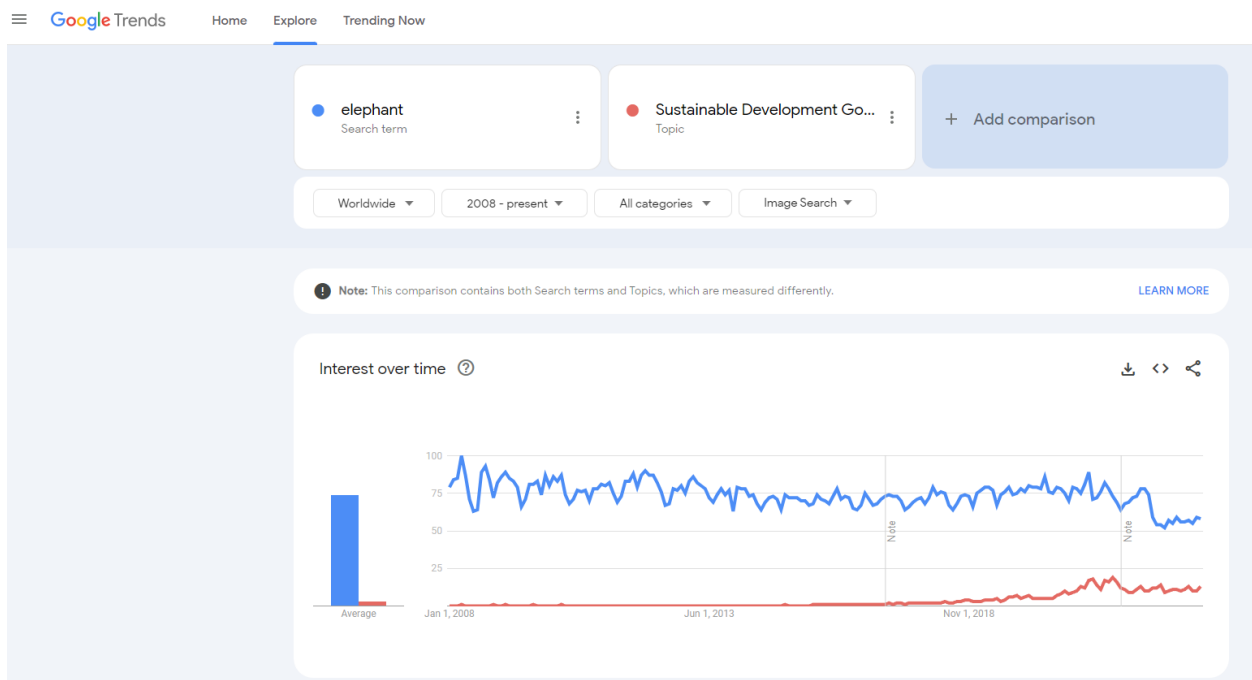 Google Trends Home Explore Trending Now
elephant
Search term
Sustainable Development Go...
Topic
+ Add comparison
Worldwide 2008 - present All categories Image Search
Note: This comparison contains both Search terms and Topics, which are measured differently. LEARN MORE
Interest over time
100
75
50
25
Note
Note
Average
Jan 1, 2008 Jun 1, 2013 Nov 1, 2018